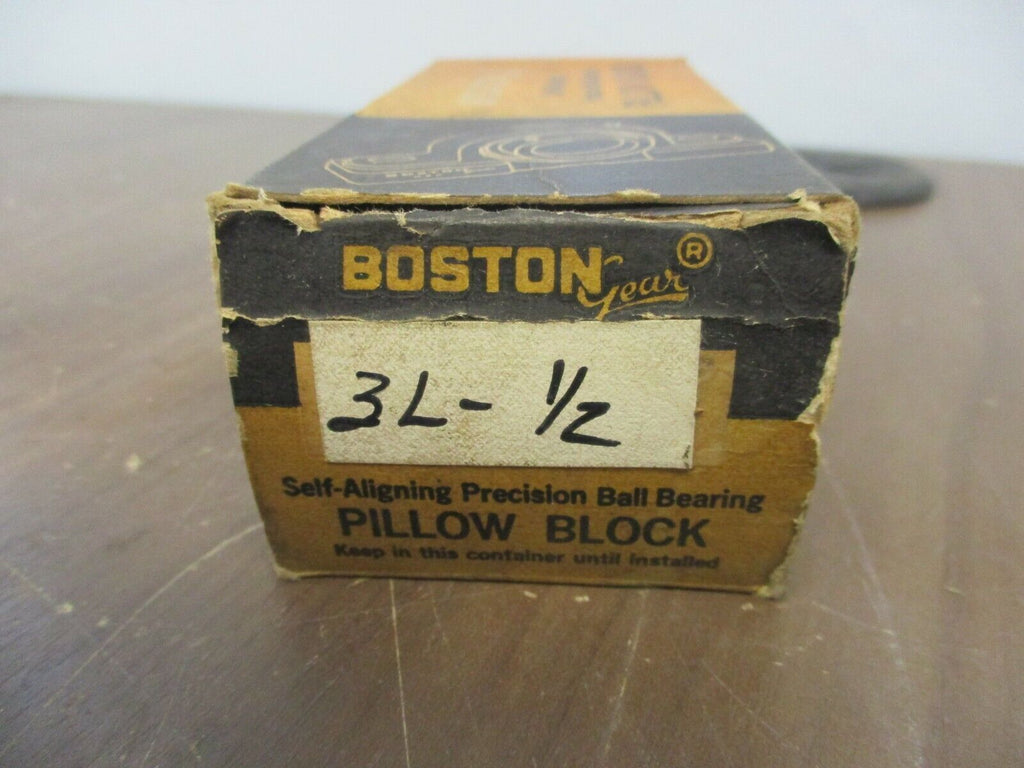 BOSTON Gear®
3L- 1/2
Self-Aligning Precision Ball Bearing
PILLOW BLOCK
Keep in this container until installed